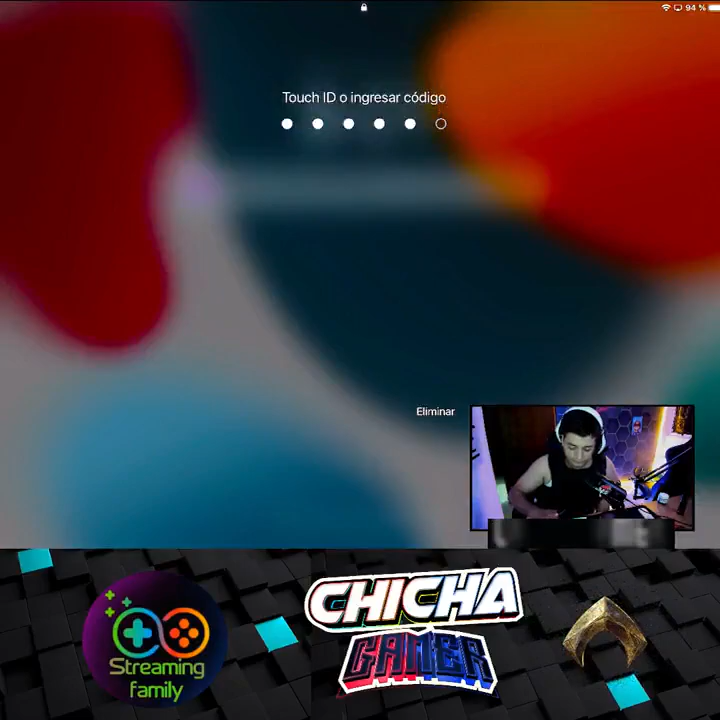 94 %
Touch ID o ingresar código
Eliminar
CHICHA
GAMER
Streaming
family